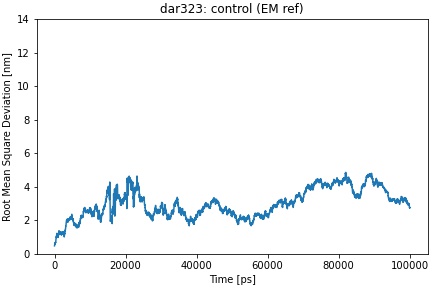 dar323: control (EM ref)
Root Mean Square Deviation [nm]
14
12
10
8
6
4
2
0
0 20000 40000 60000 80000 100000
Time [ps]